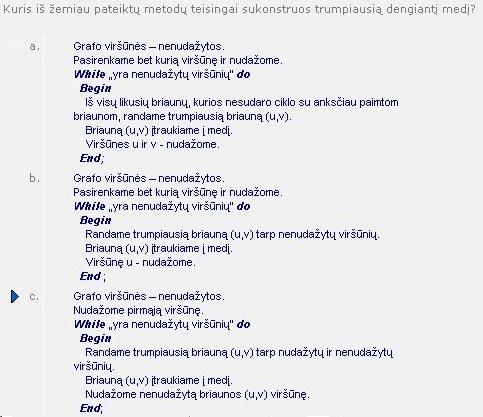 Kuris iš žemiau pateiktų metodų teisingai sukonstruos trumpiausią dengiantį medį?
a. Grafo viršūnės – nenudažytos.
Pasirenkame bet kurią viršūnę ir nudažome.
While „yra nenudažytų viršūnių" do
Begin
Iš visų likusių briaunų, kurios nesudaro ciklo su anksčiau paimtom
briaunom, randame trumpiausią briauną (u,v).
Briauną (u,v) įtraukiame į medį.
Viršūnes u ir v - nudažome.
End;
b. Grafo viršūnės – nenudažytos.
Pasirenkame bet kurią viršūnę ir nudažome.
While „yra nenudažytų viršūnių" do
Begin
Randame trumpiausią briauną (u,v) tarp nenudažytų viršūnių.
Briauną (u,v) įtraukiame į medį.
Viršūnę u - nudažome.
End ;
c. Grafo viršūnės – nenudažytos.
Nudažome pirmąją viršūnę.
While „yra nenudažytų viršūnių" do
Begin
Randame trumpiausią briauną (u,v) tarp nudažytų ir nenudažytų
viršūnių.
Briauną (u,v) įtraukiame į medį.
Nudažome nenudažytą briaunos (u,v) viršūnę.
End;